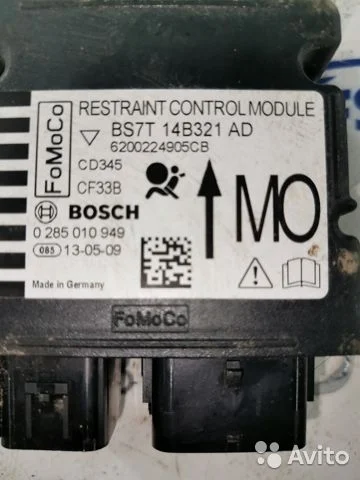 FoMoCo
RESTRAINT CONTROL MODULE
BS7T 14B321 AD
6200224905CB
CD345
CF33B
MO
BOSCH
0 285 010 949
085 13-05-09
Made in Germany
FoMoCo
Avito